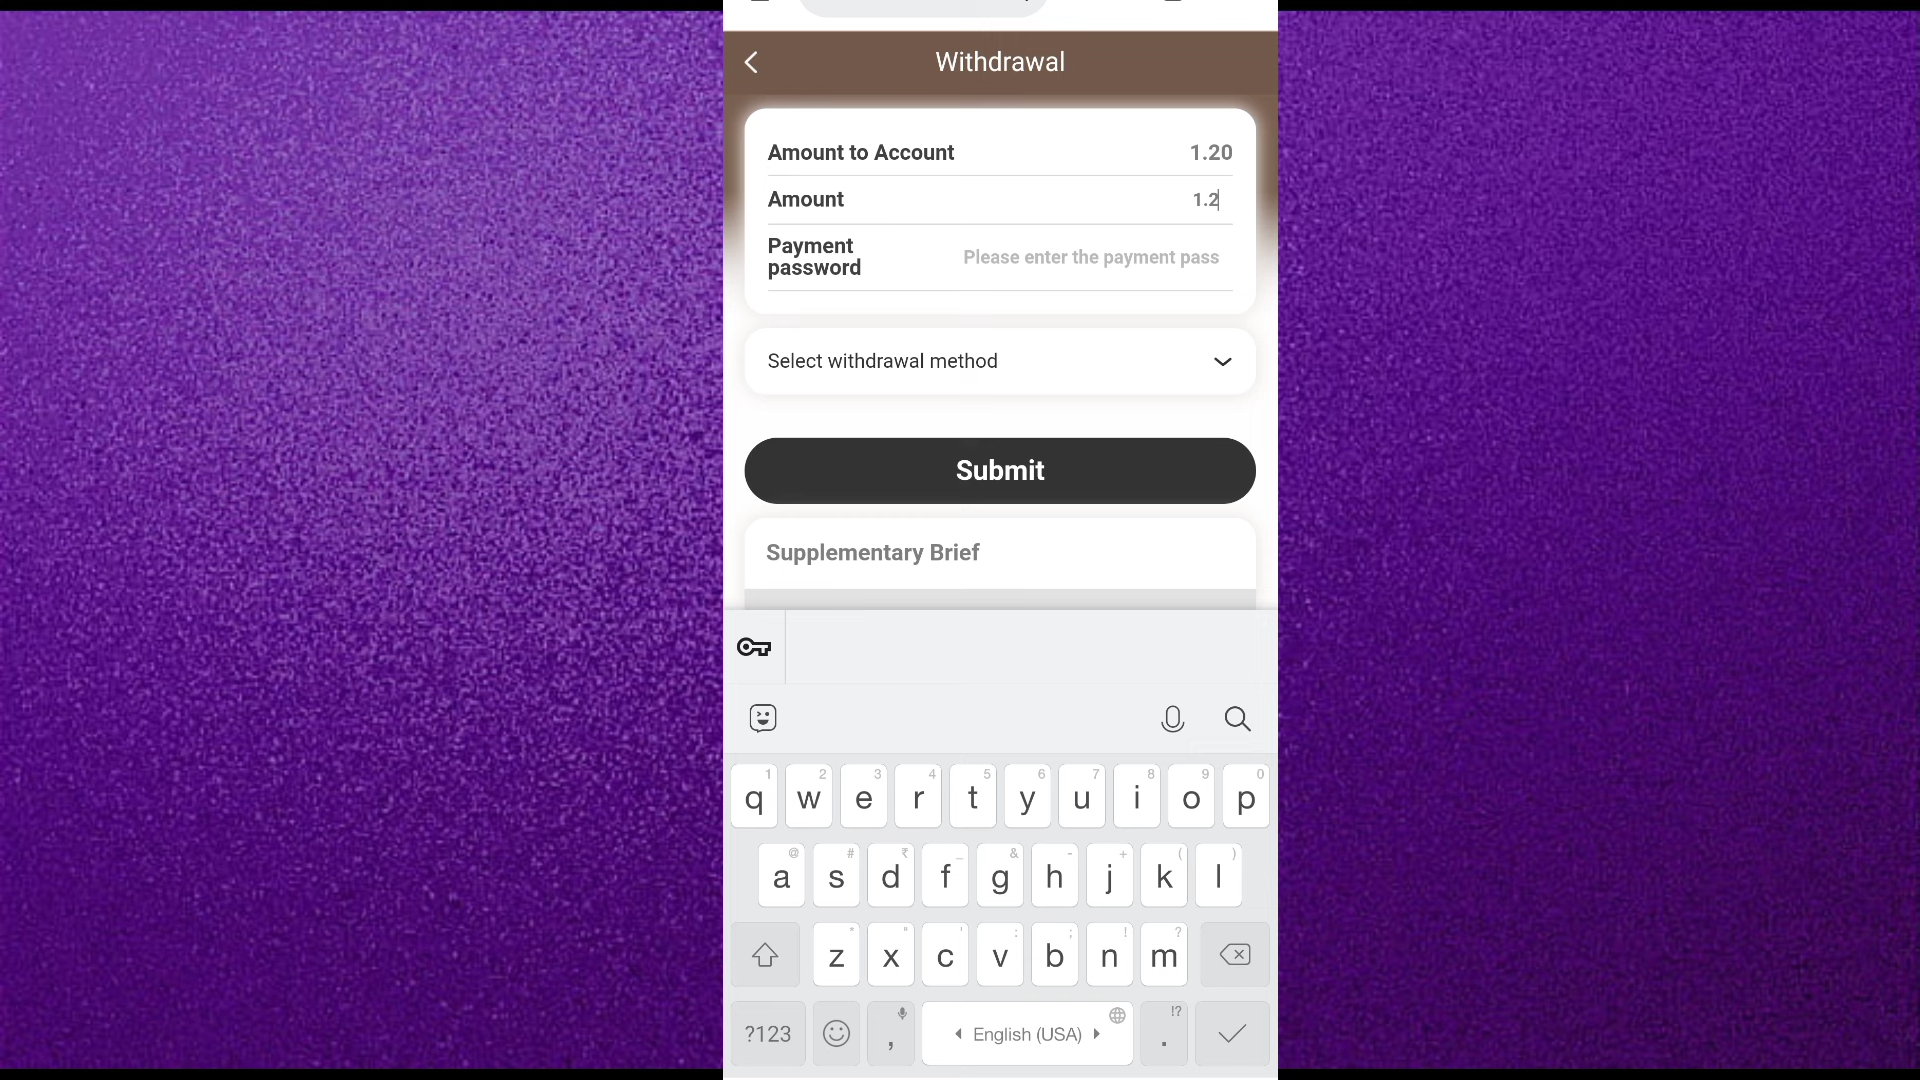 Withdrawal
Amount to Account 1.20
Amount 1.2
Payment password Please enter the payment pass
Select withdrawal method
Submit
Supplementary Brief
1 2 3 4 5 6 7 8 9 0
q w e r t y u i o p
@ # ₹ _ & - + ( )
a s d f g h j k l
* " ' : ; ! ?
z x c v b n m
!?
?123 , English (USA) .